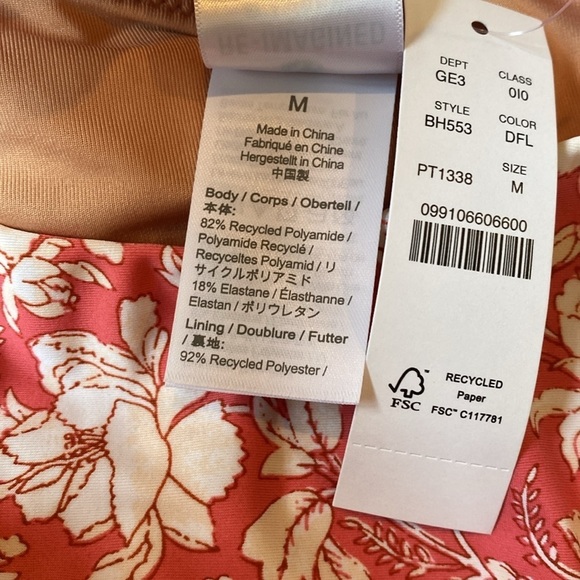 RE-IMAGINED
M
Made in China
Fabriqué en Chine
Hergestellt in China
中国製
Body / Corps / Oberteil /
本体:
82% Recycled Polyamide /
Polyamide Recyclé /
Recyceltes Polyamid / リ
サイクルポリアミド
18% Elastane / Élasthanne /
Elastan / ポリウレタン
Lining / Doublure / Futter
/ 裏地:
92% Recycled Polyester /
DEPT CLASS
GE3 0I0
STYLE COLOR
BH553 DFL
SIZE
PT1338 M
099106606600
FSC
RECYCLED
Paper
FSC™ C117781